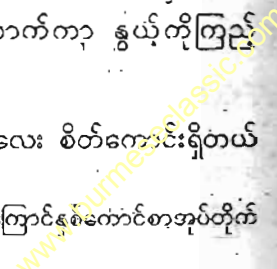 ောက်ကာ နွယ့်ကိုကြည့်
လေး စိတ်ကောင်းရှိတယ်
ကြောင်နှစ်ကောင်စာအုပ်တိုက်
www.burmeseclassic.com